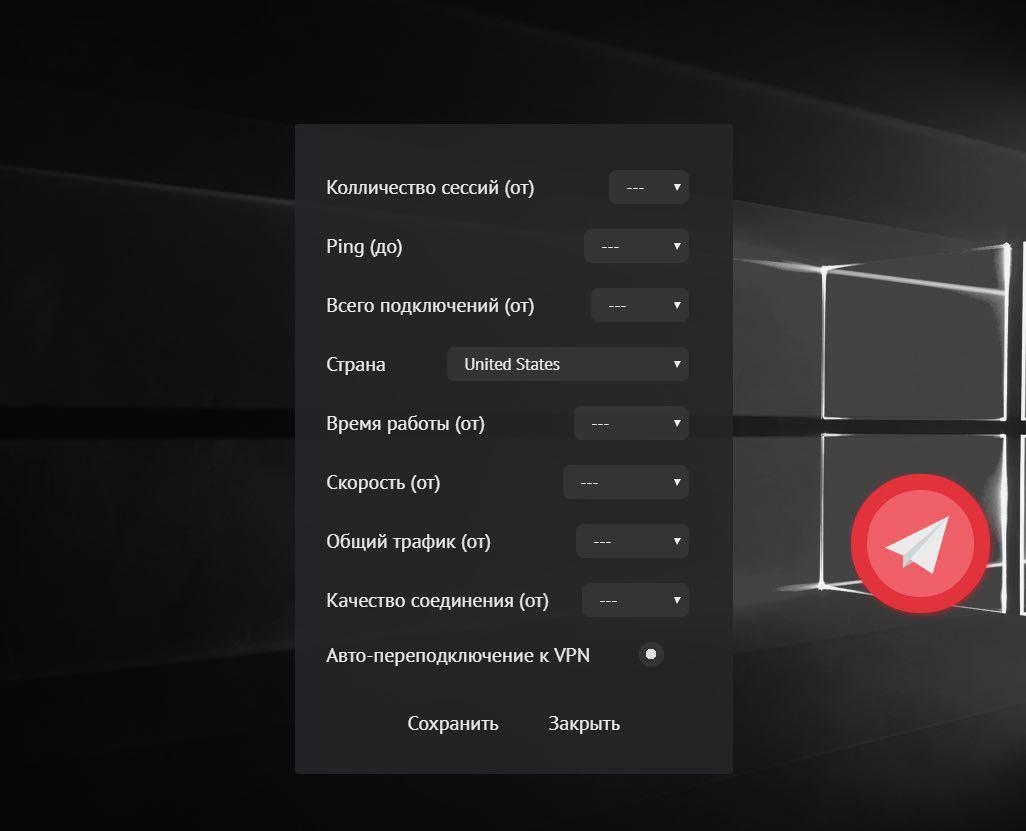 Колличество сессий (от) ---
Ping (до) ---
Всего подключений (от) ---
Страна United States
Время работы (от) ---
Скорость (от) ---
Общий трафик (от) ---
Качество соединения (от) ---
Авто-переподключение к VPN
Сохранить Закрыть